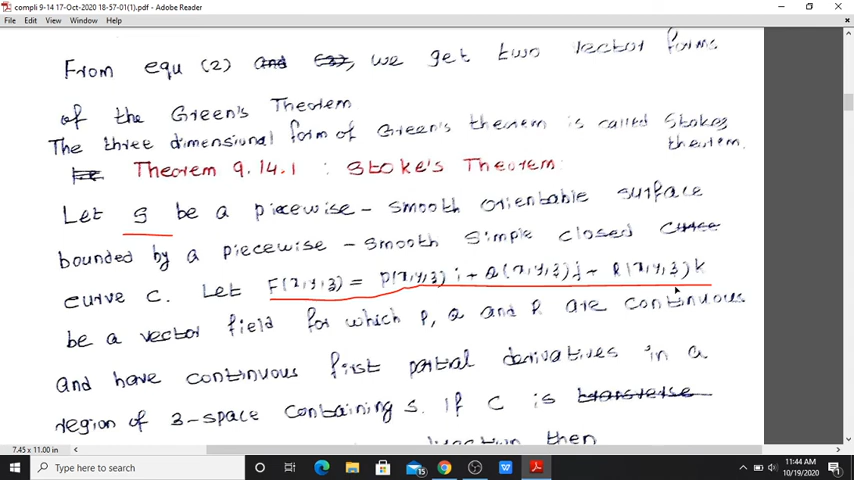 compli 9-14 17-Oct-2020 18-57-01(1).pdf - Adobe Reader
File Edit View Window Help
From equ (2) and (3), we get two vector forms
of the Green's Theorem
The three dimensional form of Green's theorem is called Stokes
theorem.
the Theorem 9.14.1 : Stoke's Theorem:
Let S be a piecewise - smooth orientable surface
bounded by a piecewise - smooth simple closed curve
curve C. Let F(x,y,z) = P(x,y,z) i + Q(x,y,z) j + R(x,y,z) k
be a vector field for which P, Q and R are continuous
and have continuous first partial derivatives in a
region of 3-space containing S. If C is transverse
direction then
7.45 x 11.00 in
Type here to search
15
11:44 AM
10/19/2020
1